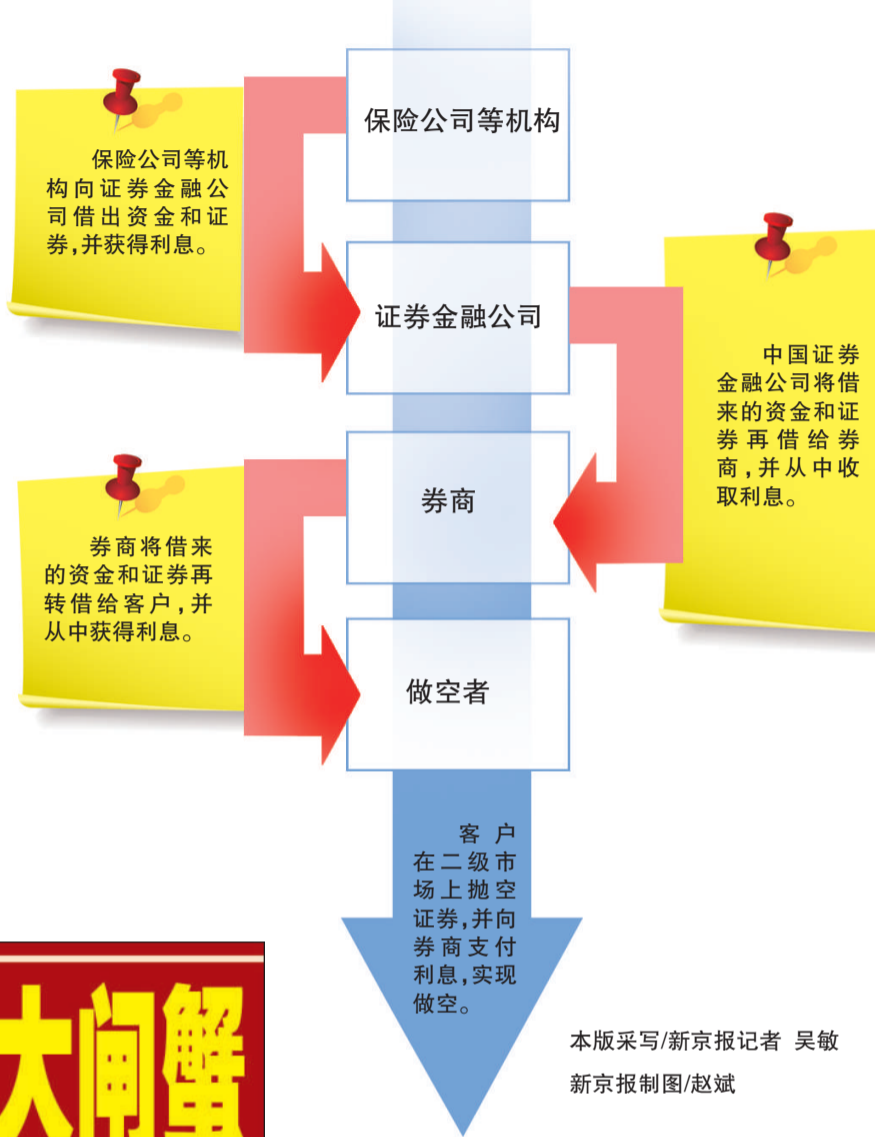 保险公司等机构
保险公司等机
构向证券金融公
司借出资金和证
券,并获得利息。
证券金融公司
中国证券
金融公司将借
来的资金和证
券再借给券
商,并从中收
取利息。
券商
券商将借来
的资金和证券再
转借给客户,并
从中获得利息。
做空者
客户
在二级市
场上抛空
证券,并向
券商支付
利息,实现
做空。
本版采写/新京报记者 吴敏
新京报制图/赵斌
大闸蟹